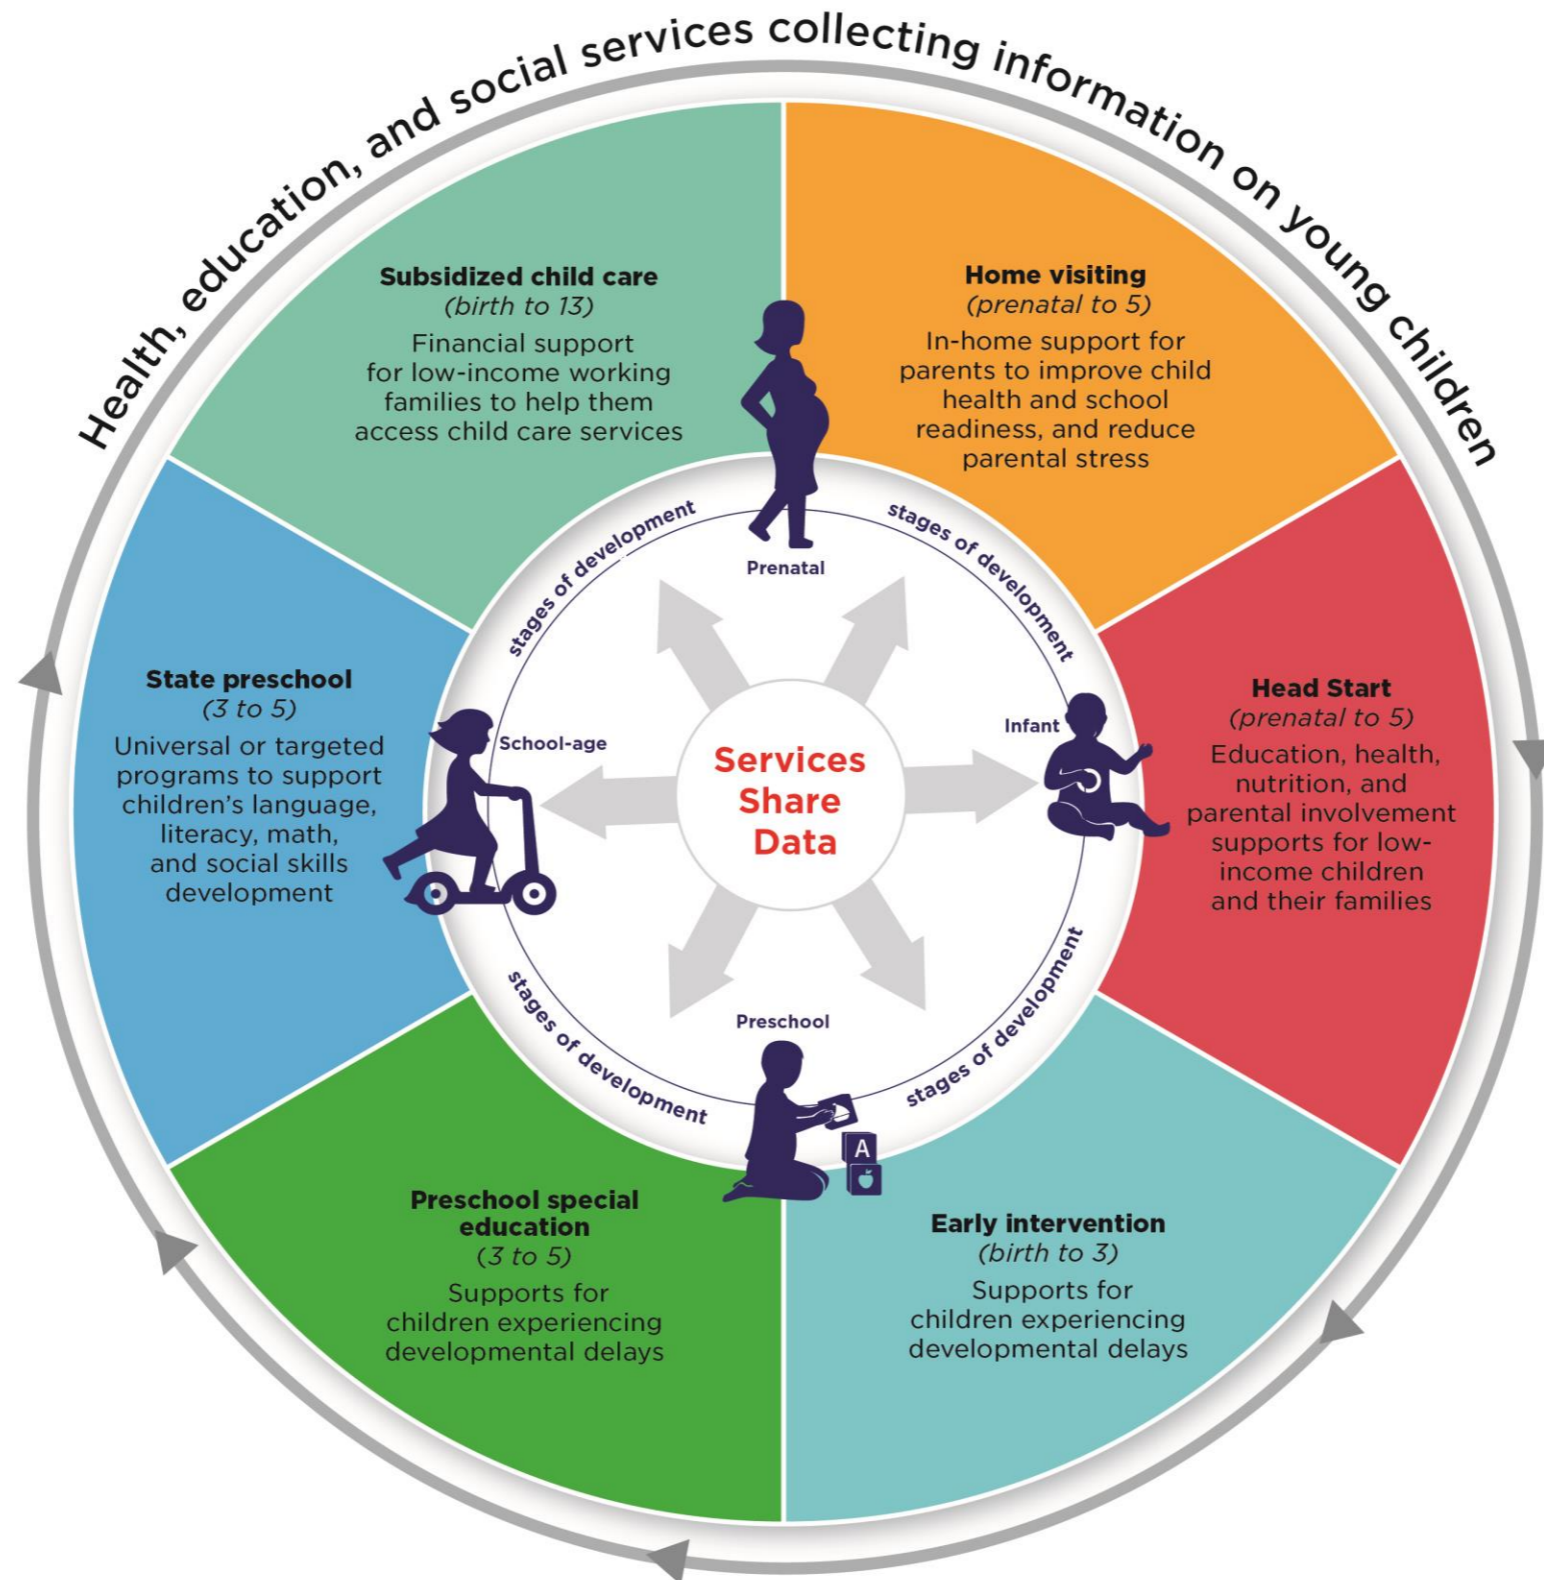 Health, education, and social services collecting information on young children
Subsidized child care
(birth to 13)
Financial support
for low-income working
families to help them
access child care services
Home visiting
(prenatal to 5)
In-home support for
parents to improve child
health and school
readiness, and reduce
parental stress
Head Start
(prenatal to 5)
Education, health,
nutrition, and
parental involvement
supports for low-
income children
and their families
Early intervention
(birth to 3)
Supports for
children experiencing
developmental delays
Preschool special
education
(3 to 5)
Supports for
children experiencing
developmental delays
State preschool
(3 to 5)
Universal or targeted
programs to support
children’s language,
literacy, math,
and social skills
development
stages of development
stages of development
stages of development
stages of development
Prenatal
Infant
Preschool
A
School-age
Services
Share
Data